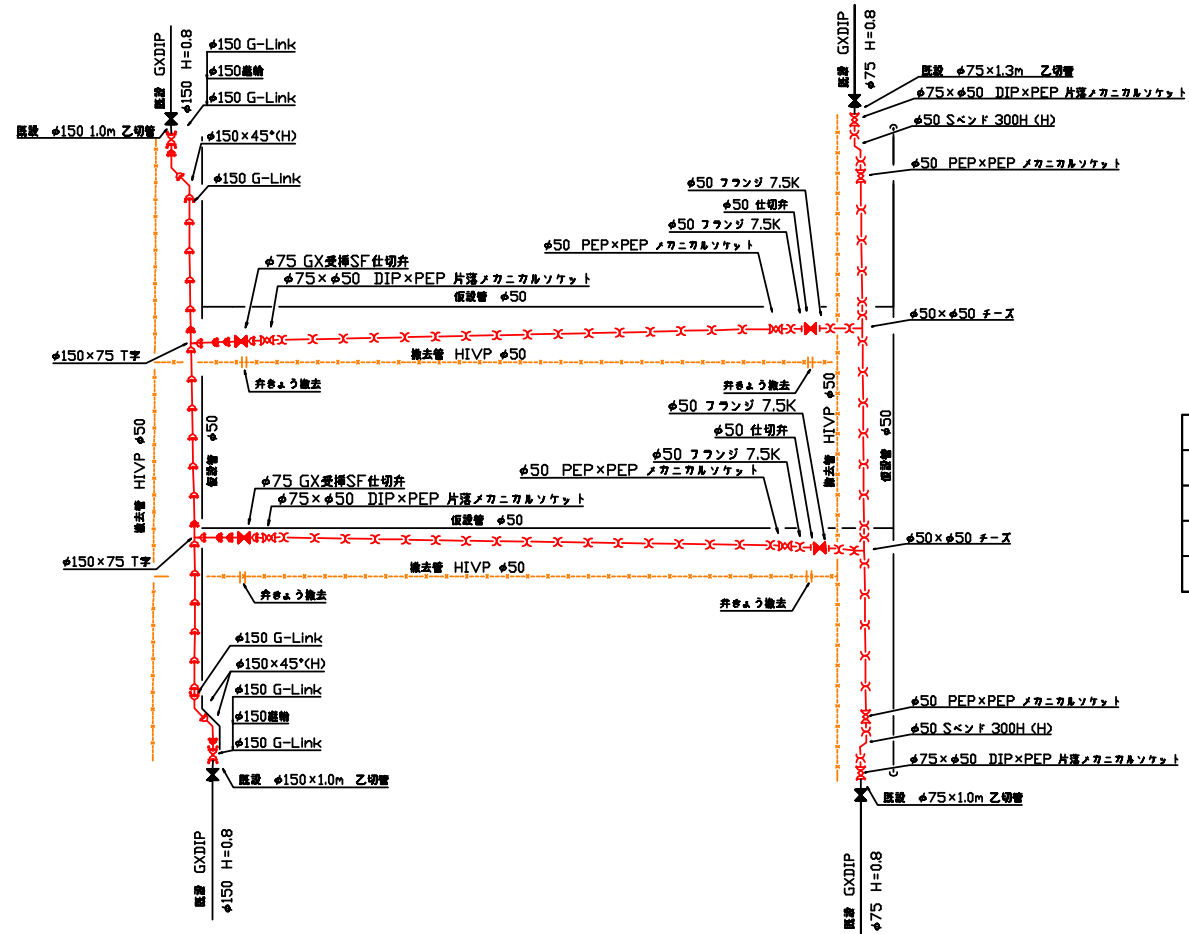 既設 GXDIP
φ150 H=0.8
φ150 G-Link
φ150継輪
φ150 G-Link
既設 φ150 1.0m 乙切管
φ150×45°(H)
φ150 G-Link
既設 GXDIP
φ75 H=0.8
既設 φ75×1.3m 乙切管
φ75×φ50 DIP×PEP 片落メカニカルソケット
φ50 Sベンド 300H (H)
φ50 PEP×PEP メカニカルソケット
φ50 フランジ 7.5K
φ50 仕切弁
φ50 フランジ 7.5K
φ50 PEP×PEP メカニカルソケット
φ75 GX受挿SF仕切弁
φ75×φ50 DIP×PEP 片落メカニカルソケット
仮設管 φ50
φ50×φ50 チーズ
φ150×75 T字
撤去管 HIVP φ50
弁きょう撤去
弁きょう撤去
撤去管 HIVP φ50
仮設管 φ50
撤去管 HIVP φ50
仮設管 φ50
φ50 フランジ 7.5K
φ50 仕切弁
φ50 フランジ 7.5K
φ50 PEP×PEP メカニカルソケット
φ75 GX受挿SF仕切弁
φ75×φ50 DIP×PEP 片落メカニカルソケット
仮設管 φ50
φ50×φ50 チーズ
φ150×75 T字
撤去管 HIVP φ50
弁きょう撤去
弁きょう撤去
φ150 G-Link
φ150×45°(H)
φ150 G-Link
φ150継輪
φ150 G-Link
既設 φ150×1.0m 乙切管
φ50 PEP×PEP メカニカルソケット
φ50 Sベンド 300H (H)
φ75×φ50 DIP×PEP 片落メカニカルソケット
既設 φ75×1.0m 乙切管
既設 GXDIP
φ150 H=0.8
既設 GXDIP
φ75 H=0.8